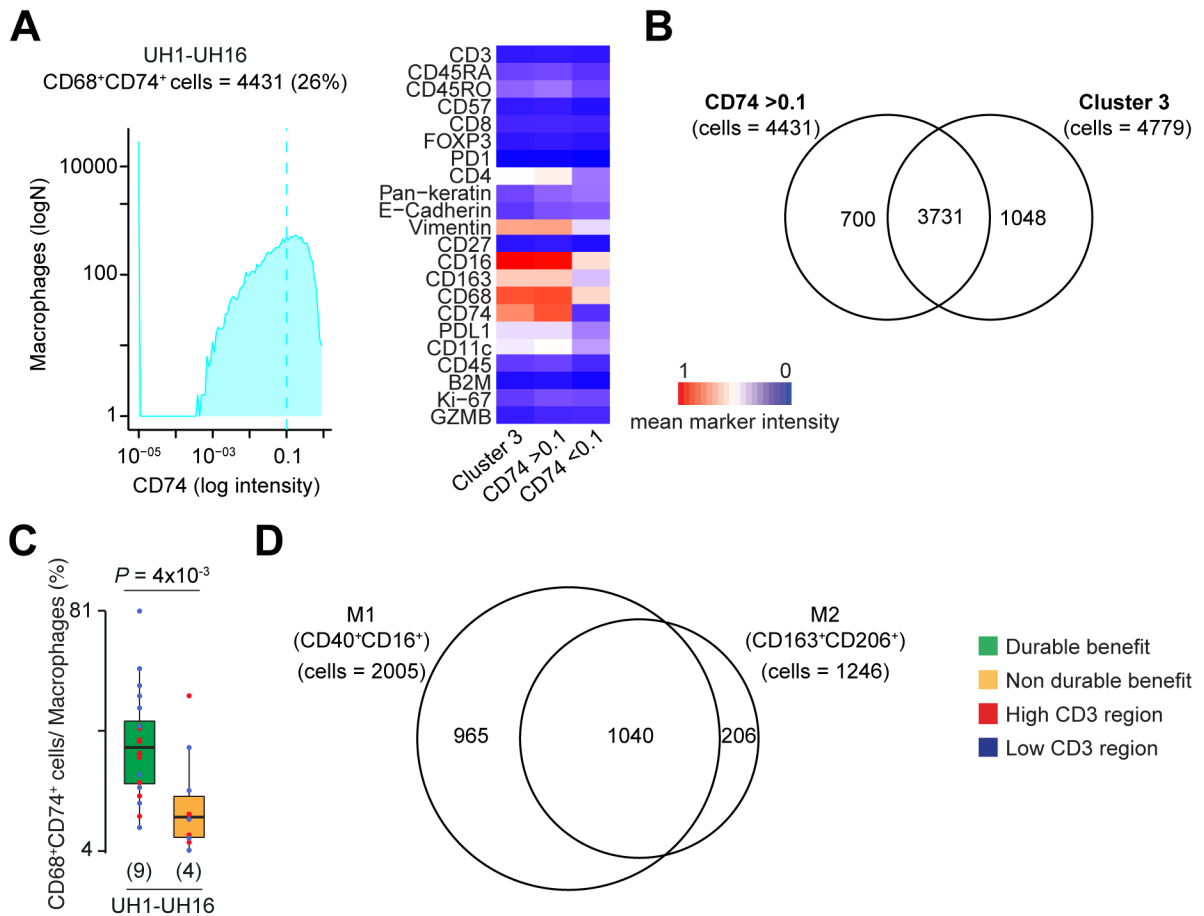 A
UH1-UH16
CD68⁺CD74⁺ cells = 4431 (26%)
Macrophages (logN)
10000
100
1
10⁻⁰⁵
10⁻⁰³
0.1
CD74 (log intensity)
CD3
CD45RA
CD45RO
CD57
CD8
FOXP3
PD1
CD4
Pan−keratin
E−Cadherin
Vimentin
CD27
CD16
CD163
CD68
CD74
PDL1
CD11c
CD45
B2M
Ki−67
GZMB
Cluster 3
CD74 >0.1
CD74 <0.1
B
CD74 >0.1
(cells = 4431)
Cluster 3
(cells = 4779)
700
3731
1048
1
0
mean marker intensity
C
CD68⁺CD74⁺ cells/ Macrophages (%)
P = 4x10⁻³
81
4
(9)
(4)
UH1-UH16
D
M1
(CD40⁺CD16⁺)
(cells = 2005)
M2
(CD163⁺CD206⁺)
(cells = 1246)
965
1040
206
Durable benefit
Non durable benefit
High CD3 region
Low CD3 region